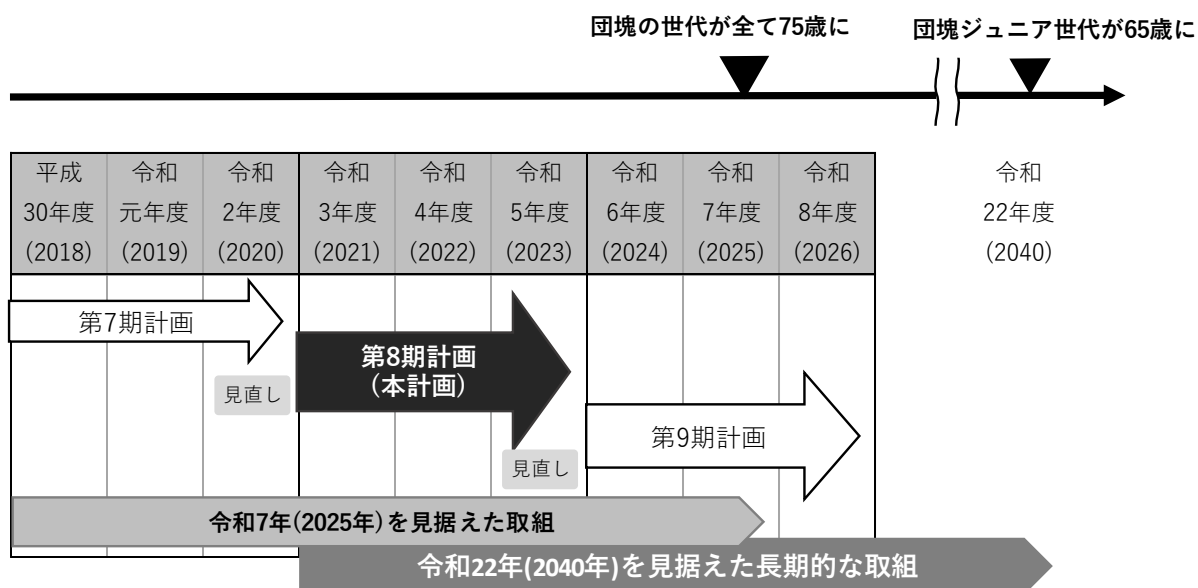 団塊の世代が全て75歳に
団塊ジュニア世代が65歳に
平成
30年度
(2018)
令和
元年度
(2019)
令和
2年度
(2020)
令和
3年度
(2021)
令和
4年度
(2022)
令和
5年度
(2023)
令和
6年度
(2024)
令和
7年度
(2025)
令和
8年度
(2026)
令和
22年度
(2040)
第7期計画
第8期計画
(本計画)
見直し
第9期計画
見直し
令和7年(2025年)を見据えた取組
令和22年(2040年)を見据えた長期的な取組